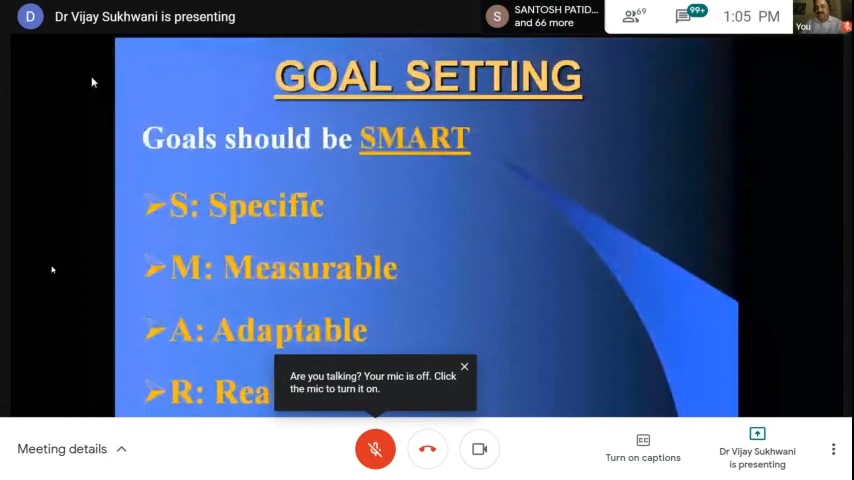 D Dr Vijay Sukhwani is presenting
S SANTOSH PATID...
and 66 more
69
99+
1:05 PM
You
GOAL SETTING
Goals should be SMART
➢S: Specific
➢M: Measurable
➢A: Adaptable
➢R: Rea
Are you talking? Your mic is off. Click
the mic to turn it on.
Meeting details
CC
Turn on captions
Dr Vijay Sukhwani
is presenting